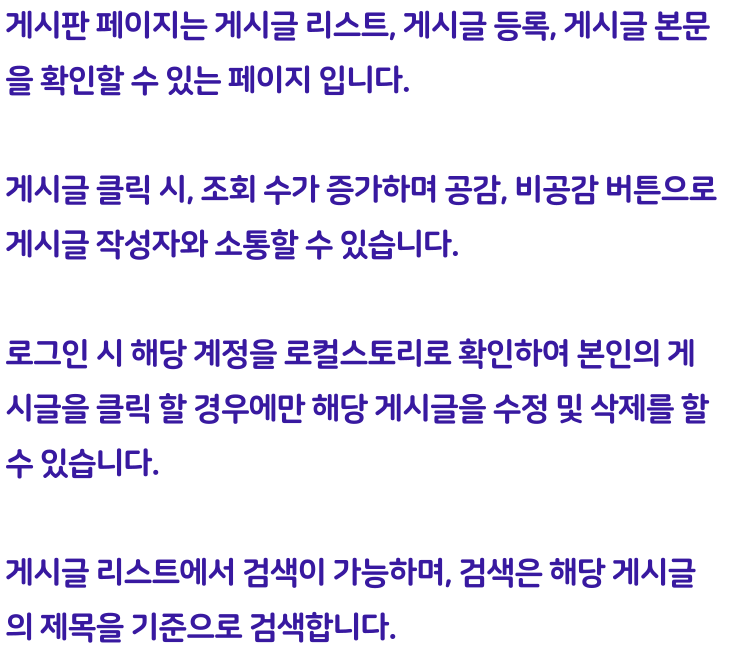 게시판 페이지는 게시글 리스트, 게시글 등록, 게시글 본문
을 확인할 수 있는 페이지 입니다.
게시글 클릭 시, 조회 수가 증가하며 공감, 비공감 버튼으로
게시글 작성자와 소통할 수 있습니다.
로그인 시 해당 계정을 로컬스토리로 확인하여 본인의 게
시글을 클릭 할 경우에만 해당 게시글을 수정 및 삭제를 할
수 있습니다.
게시글 리스트에서 검색이 가능하며, 검색은 해당 게시글
의 제목을 기준으로 검색합니다.